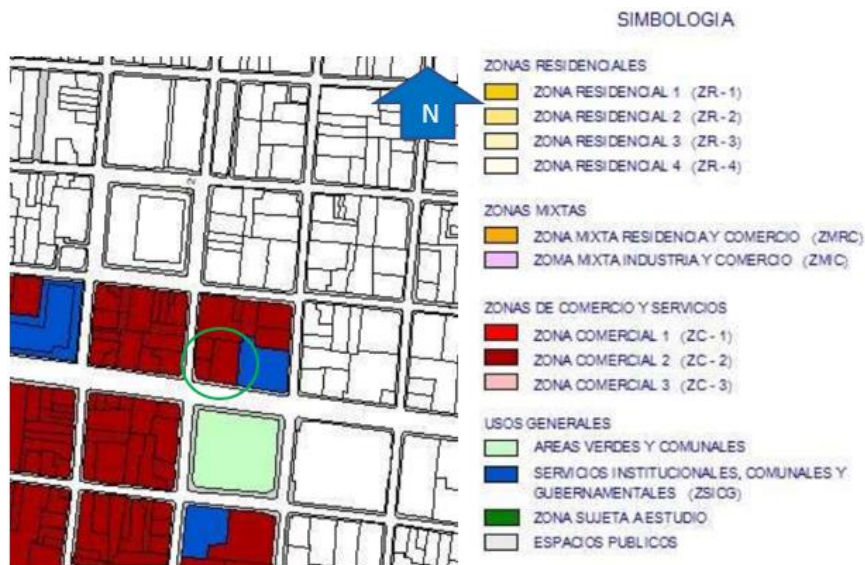 SIMBOLOGIA
N
ZONAS RESIDENCIALES
ZONA RESIDENCIAL 1 (ZR - 1)
ZONA RESIDENCIAL 2 (ZR - 2)
ZONA RESIDENCIAL 3 (ZR - 3)
ZONA RESIDENCIAL 4 (ZR - 4)
ZONAS MIXTAS
ZONA MIXTA RESIDENCIA Y COMERCIO (ZMRC)
ZOMA MIXTA INDUSTRIA Y COMERCIO (ZMIC)
ZONAS DE COMERCIO Y SERVICIOS
ZONA COMERCIAL 1 (ZC - 1)
ZONA COMERCIAL 2 (ZC - 2)
ZONA COMERCIAL 3 (ZC - 3)
USOS GENERALES
AREAS VERDES Y COMUNALES
SERVICIOS INSTITUCIONALES, COMUNALES Y
GUBERNAMENTALES (ZSICG)
ZONA SUJETA A ESTUDIO
ESPACIOS PUBLICOS